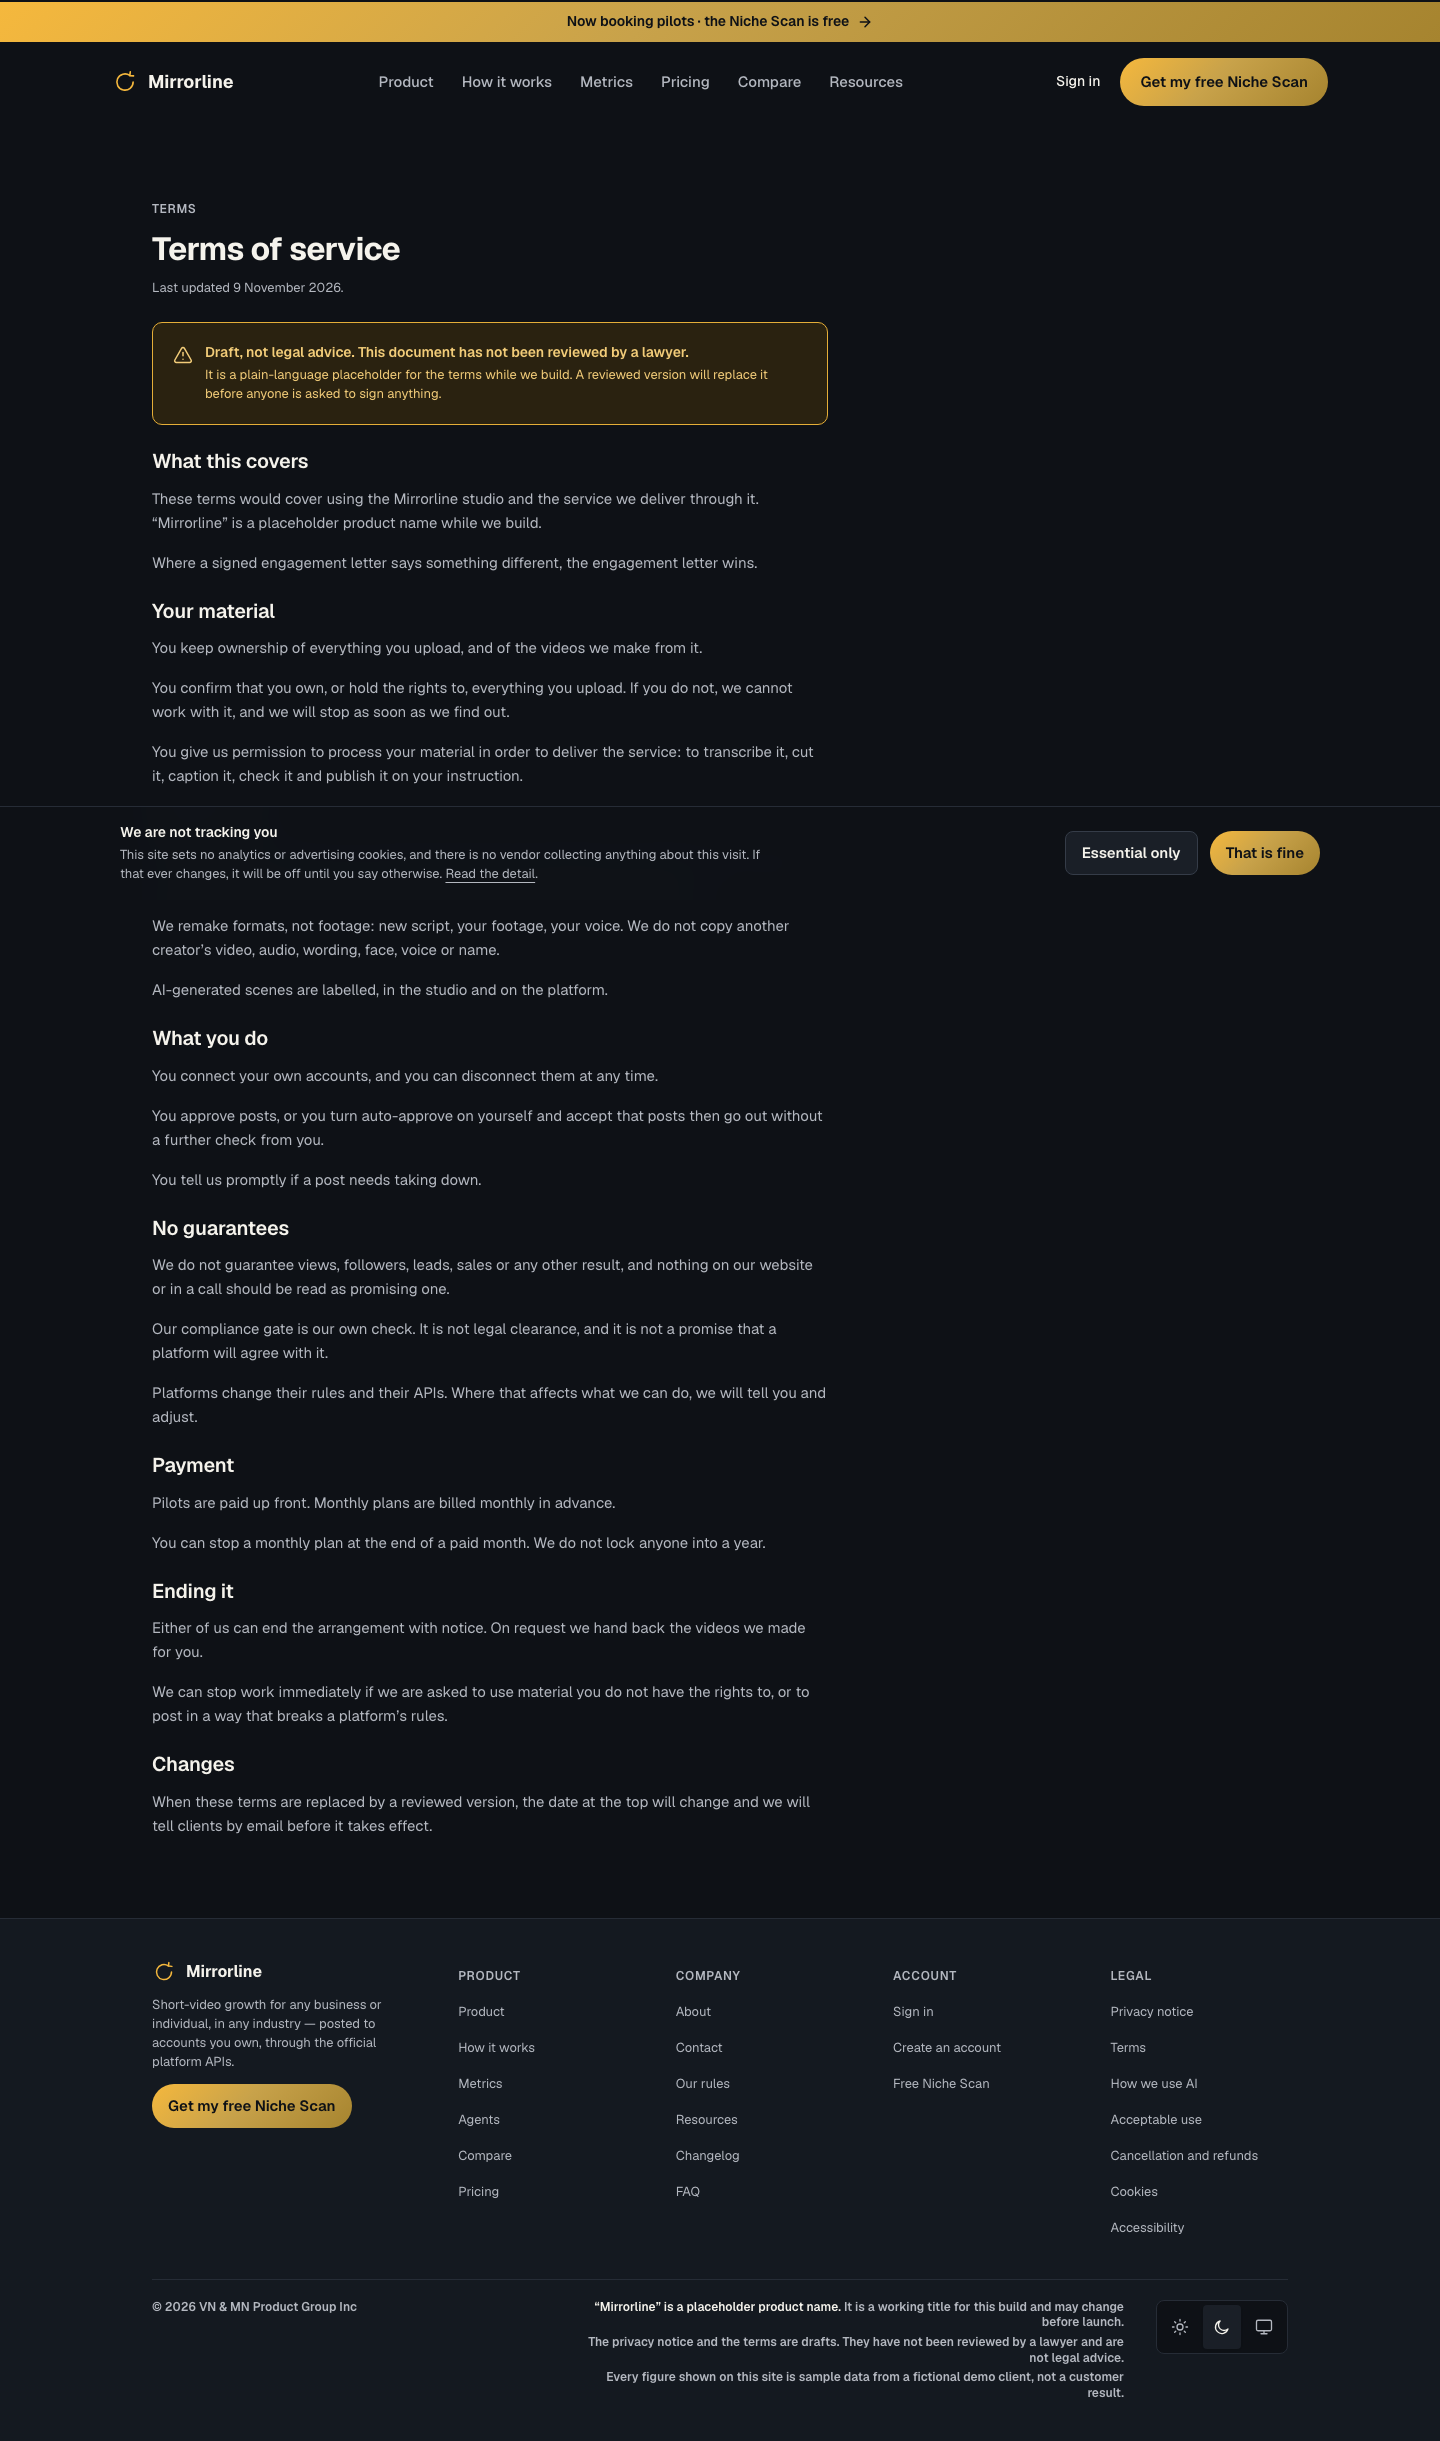 Now booking pilots · the Niche Scan is free
Mirrorline
Product
How it works
Metrics
Pricing
Compare
Resources
Sign in
Get my free Niche Scan
TERMS
Terms of service
Last updated 9 November 2026.
Draft, not legal advice. This document has not been reviewed by a lawyer.
It is a plain-language placeholder for the terms while we build. A reviewed version will replace it
before anyone is asked to sign anything.
What this covers
These terms would cover using the Mirrorline studio and the service we deliver through it.
“Mirrorline” is a placeholder product name while we build.
Where a signed engagement letter says something different, the engagement letter wins.
Your material
You keep ownership of everything you upload, and of the videos we make from it.
You confirm that you own, or hold the rights to, everything you upload. If you do not, we cannot
work with it, and we will stop as soon as we find out.
You give us permission to process your material in order to deliver the service: to transcribe it, cut
it, caption it, check it and publish it on your instruction.
We are not tracking you
This site sets no analytics or advertising cookies, and there is no vendor collecting anything about this visit. If
that ever changes, it will be off until you say otherwise. Read the detail.
Essential only
That is fine
We remake formats, not footage: new script, your footage, your voice. We do not copy another
creator’s video, audio, wording, face, voice or name.
AI-generated scenes are labelled, in the studio and on the platform.
What you do
You connect your own accounts, and you can disconnect them at any time.
You approve posts, or you turn auto-approve on yourself and accept that posts then go out without
a further check from you.
You tell us promptly if a post needs taking down.
No guarantees
We do not guarantee views, followers, leads, sales or any other result, and nothing on our website
or in a call should be read as promising one.
Our compliance gate is our own check. It is not legal clearance, and it is not a promise that a
platform will agree with it.
Platforms change their rules and their APIs. Where that affects what we can do, we will tell you and
adjust.
Payment
Pilots are paid up front. Monthly plans are billed monthly in advance.
You can stop a monthly plan at the end of a paid month. We do not lock anyone into a year.
Ending it
Either of us can end the arrangement with notice. On request we hand back the videos we made
for you.
We can stop work immediately if we are asked to use material you do not have the rights to, or to
post in a way that breaks a platform’s rules.
Changes
When these terms are replaced by a reviewed version, the date at the top will change and we will
tell clients by email before it takes effect.
Mirrorline
Short-video growth for any business or
individual, in any industry — posted to
accounts you own, through the official
platform APIs.
Get my free Niche Scan
PRODUCT
Product
How it works
Metrics
Agents
Compare
Pricing
COMPANY
About
Contact
Our rules
Resources
Changelog
FAQ
ACCOUNT
Sign in
Create an account
Free Niche Scan
LEGAL
Privacy notice
Terms
How we use AI
Acceptable use
Cancellation and refunds
Cookies
Accessibility
© 2026 VN & MN Product Group Inc
“Mirrorline” is a placeholder product name. It is a working title for this build and may change
before launch.
The privacy notice and the terms are drafts. They have not been reviewed by a lawyer and are
not legal advice.
Every figure shown on this site is sample data from a fictional demo client, not a customer
result.